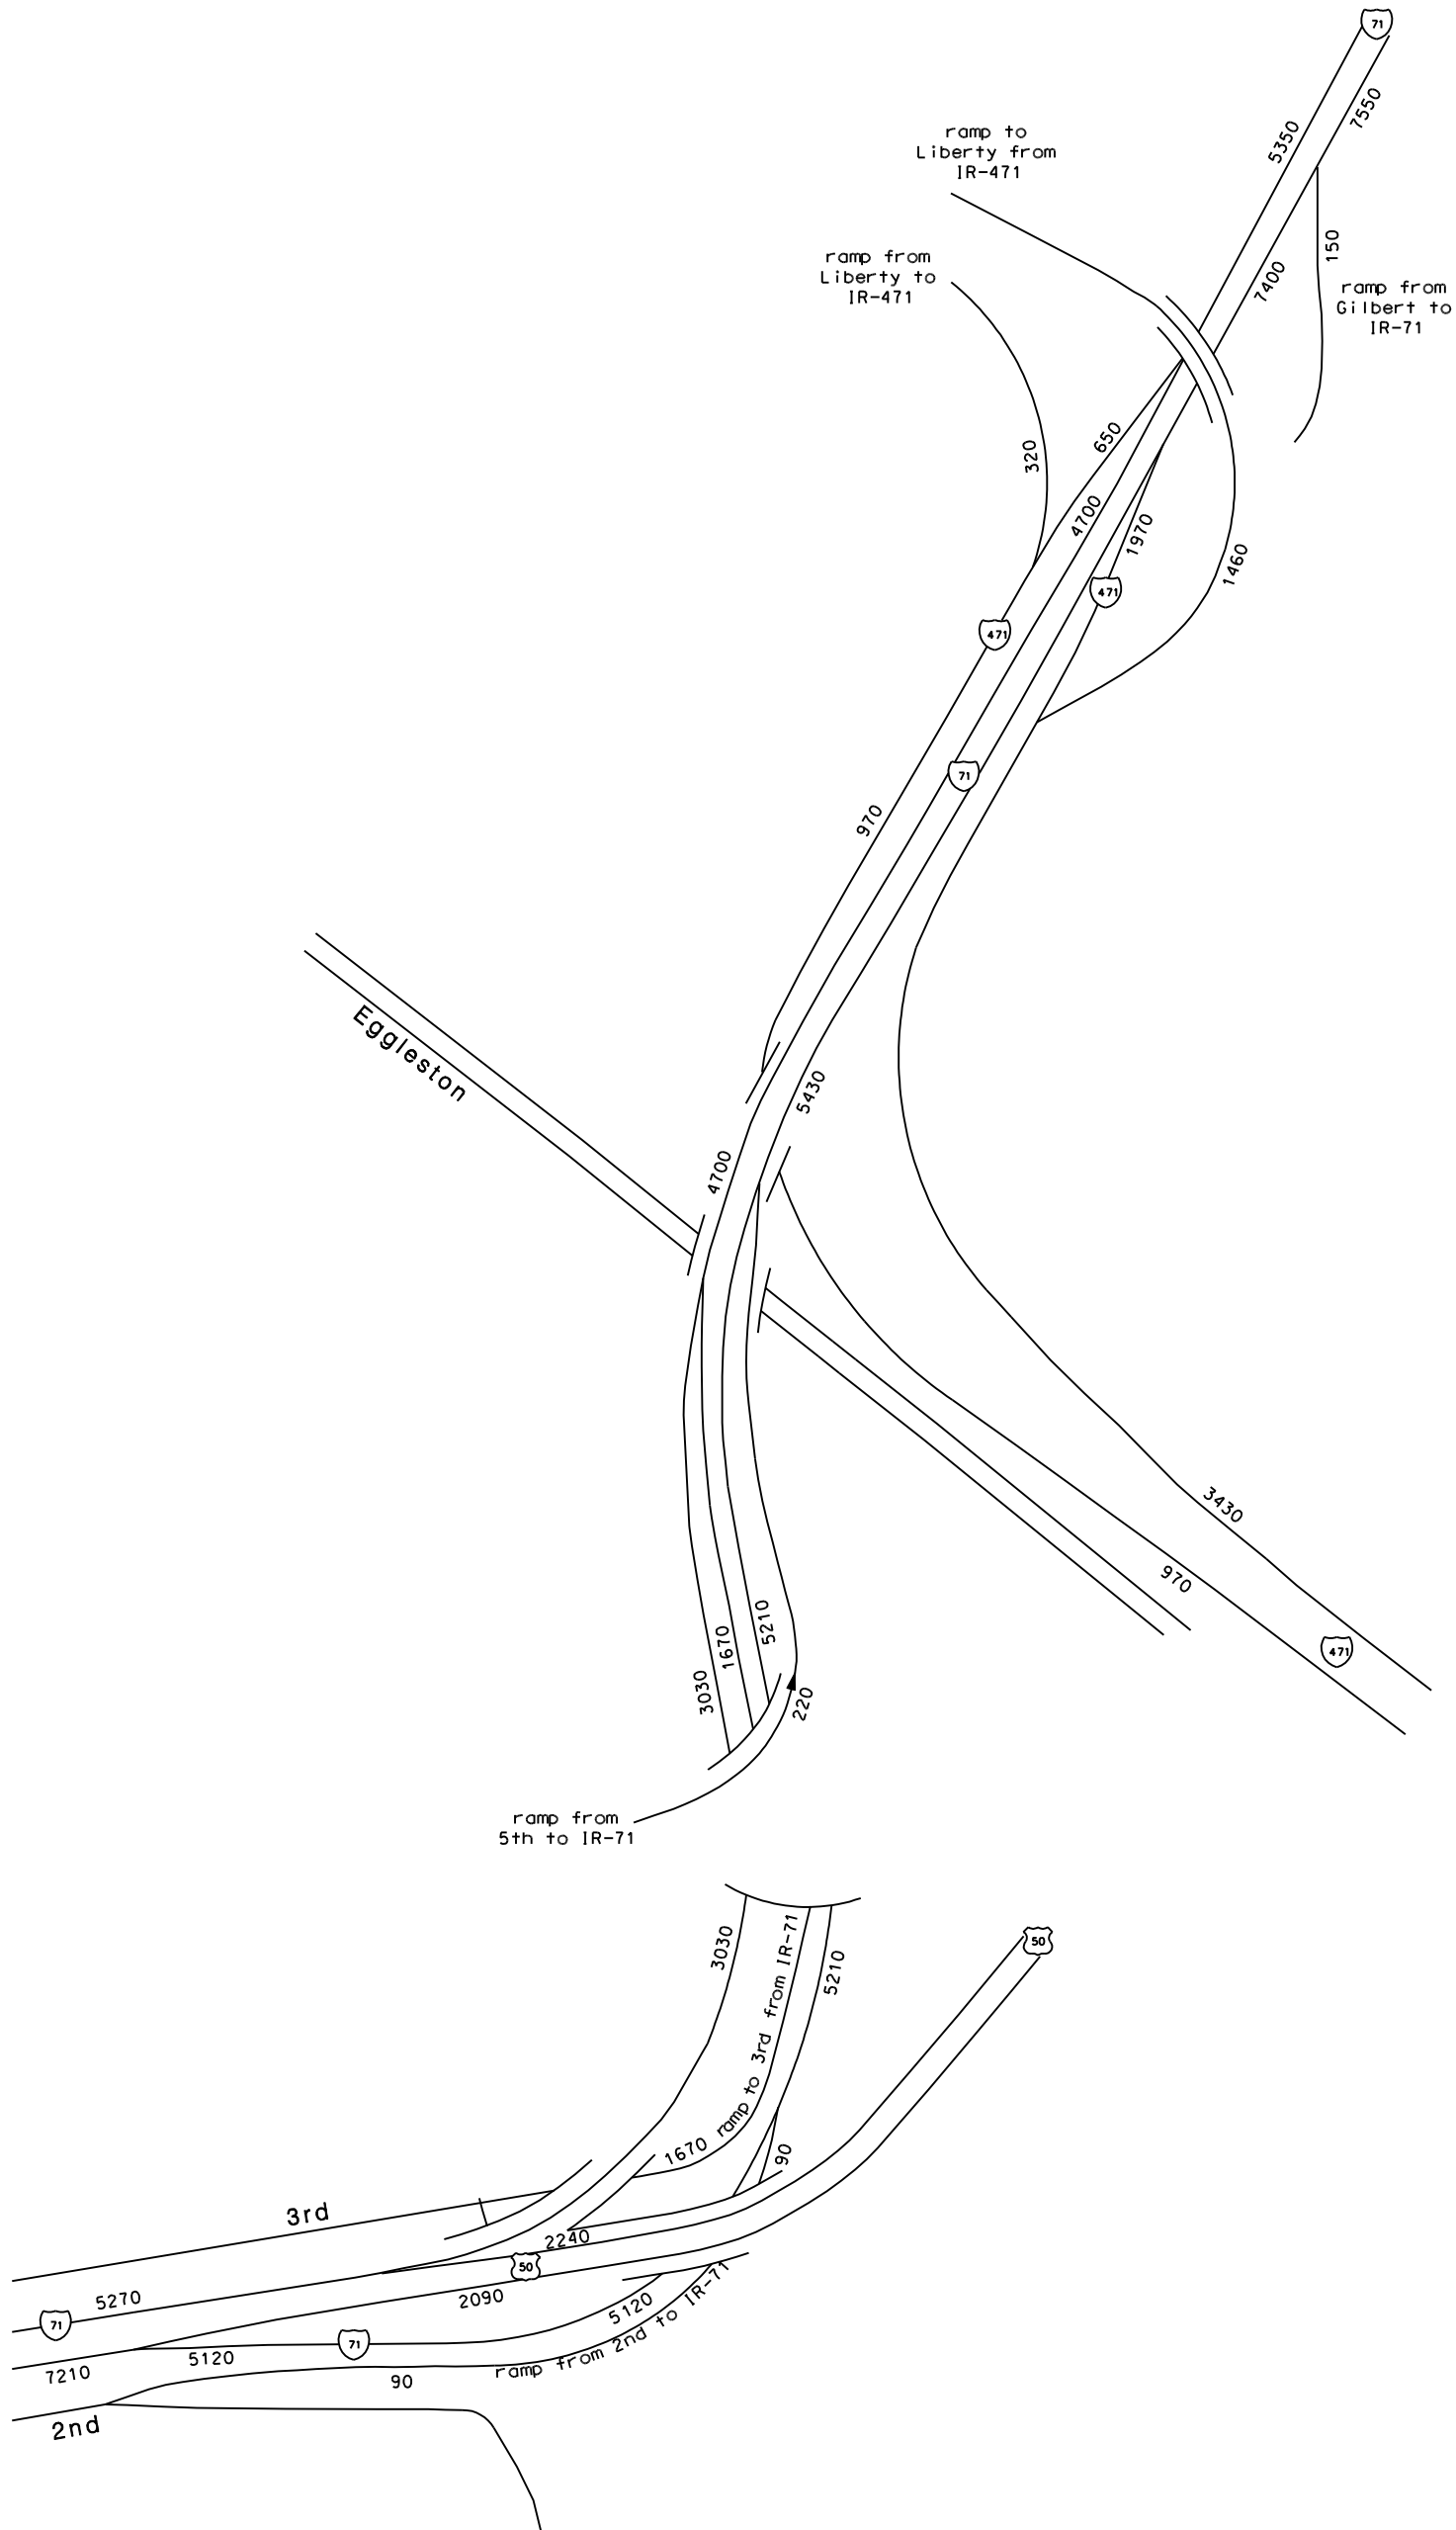 71
7550
5350
ramp to
Liberty from
IR-471
150
ramp from
Liberty to
IR-471
7400
ramp from
Gilbert to
IR-71
650
320
4700
1970
1460
471
471
71
970
Eggleston
5430
4700
3430
970
5210
1670
471
3030
220
ramp from
5th to IR-71
3030
ramp to 3rd from IR-71
5210
50
1670
90
3rd
2240
50
5270
2090
71
5120
ramp from 2nd to IR-71
71
5120
7210
90
2nd